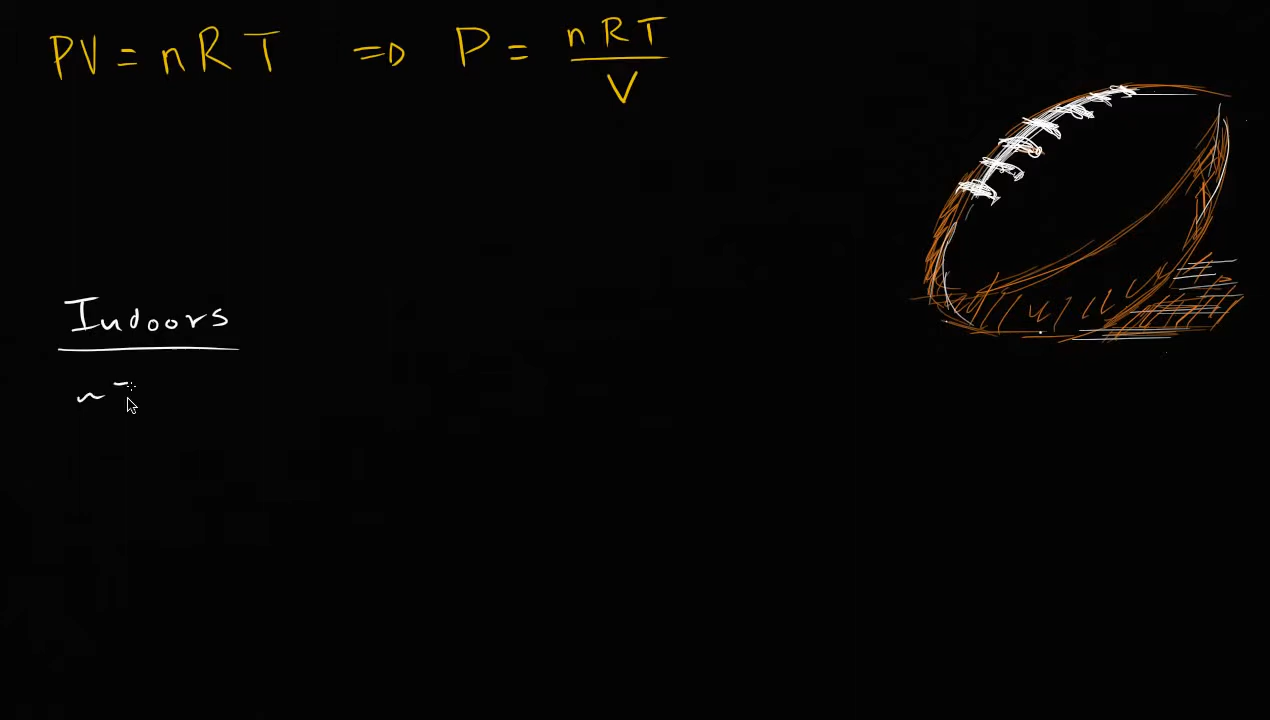 PV = nRT ⇒ P = nRT/V
Indoors
~